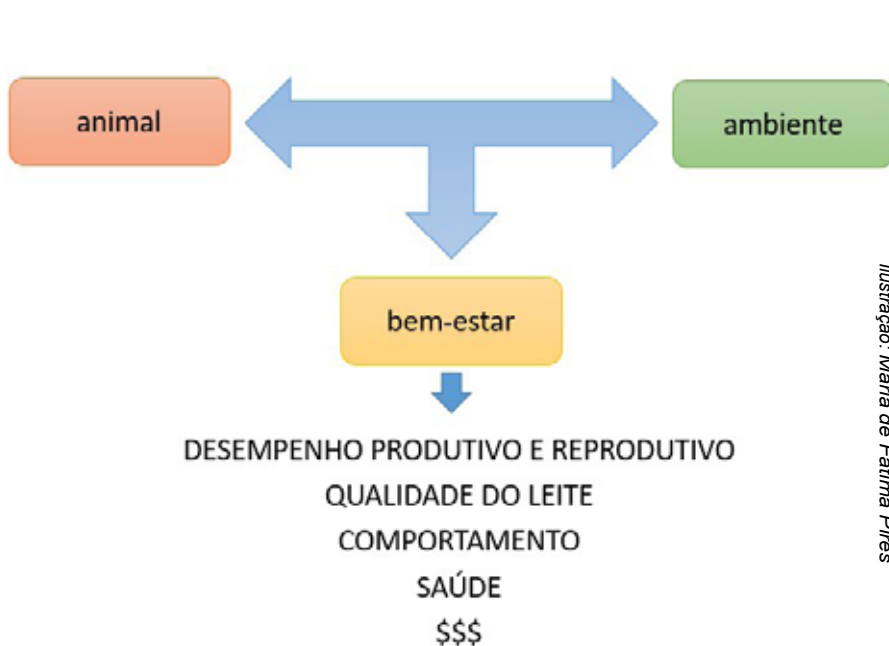 animal
ambiente
bem-estar
DESEMPENHO PRODUTIVO E REPRODUTIVO
QUALIDADE DO LEITE
COMPORTAMENTO
SAÚDE
$$$
Ilustração: Maria de Fátima Pires